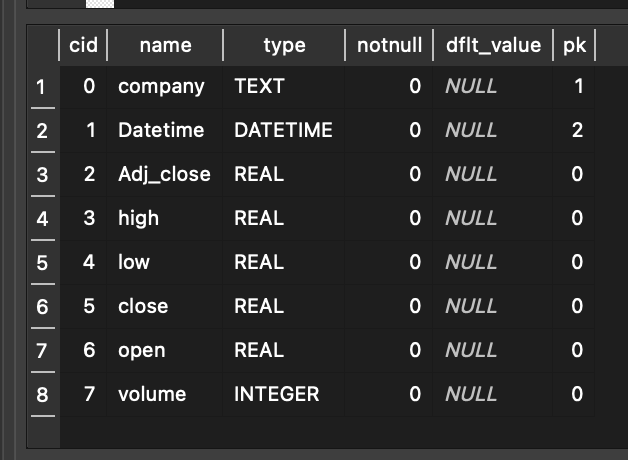 cid name type notnull dflt_value pk
1 0 company TEXT 0 NULL 1
2 1 Datetime DATETIME 0 NULL 2
3 2 Adj_close REAL 0 NULL 0
4 3 high REAL 0 NULL 0
5 4 low REAL 0 NULL 0
6 5 close REAL 0 NULL 0
7 6 open REAL 0 NULL 0
8 7 volume INTEGER 0 NULL 0